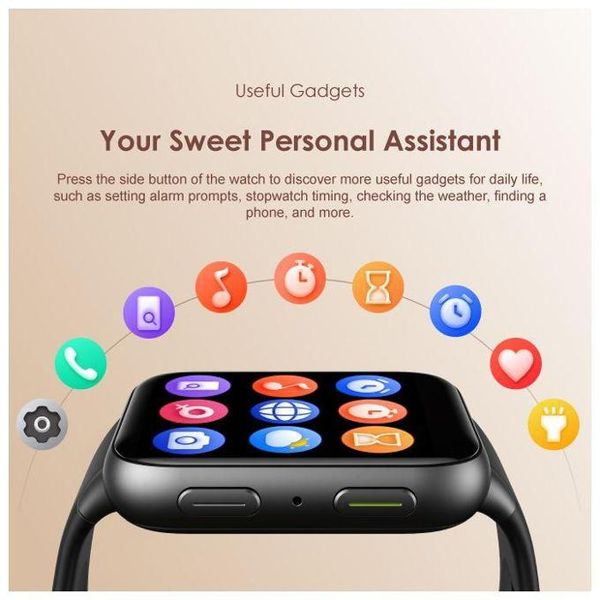 Useful Gadgets
Your Sweet Personal Assistant
Press the side button of the watch to discover more useful gadgets for daily life,
such as setting alarm prompts, stopwatch timing, checking the weather, finding a
phone, and more.